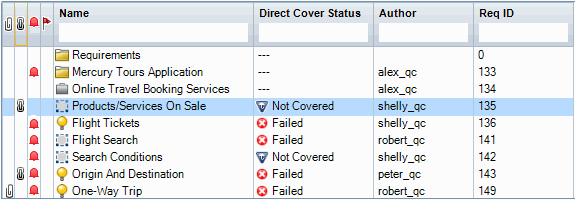 Name Direct Cover Status Author Req ID
Requirements --- 0
Mercury Tours Application --- alex_qc 133
Online Travel Booking Services --- alex_qc 134
Products/Services On Sale Not Covered shelly_qc 135
Flight Tickets Failed shelly_qc 136
Flight Search Failed robert_qc 141
Search Conditions Not Covered shelly_qc 142
Origin And Destination Failed peter_qc 143
One-Way Trip Failed robert_qc 149